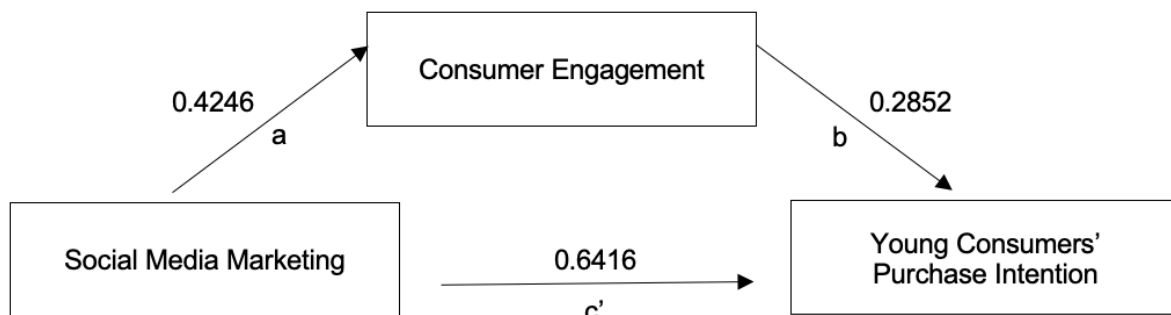 Consumer Engagement
0.4246
0.2852
a
b
Social Media Marketing
0.6416
c’
Young Consumers’
Purchase Intention